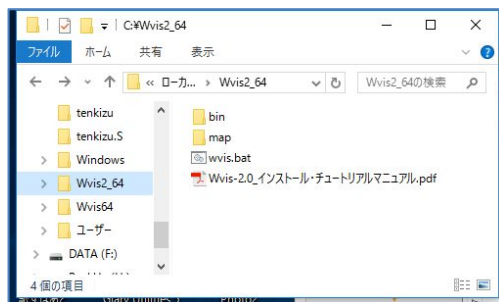 C:¥Wvis2_64
ファイル ホーム 共有 表示
« ローカ... › Wvis2_64
Wvis2_64の検索
tenkizu
tenkizu.S
Windows
Wvis2_64
Wvis64
ユーザー
DATA (F:)
bin
map
wvis.bat
Wvis-2.0_インストール・チュートリアルマニュアル.pdf
4 個の項目